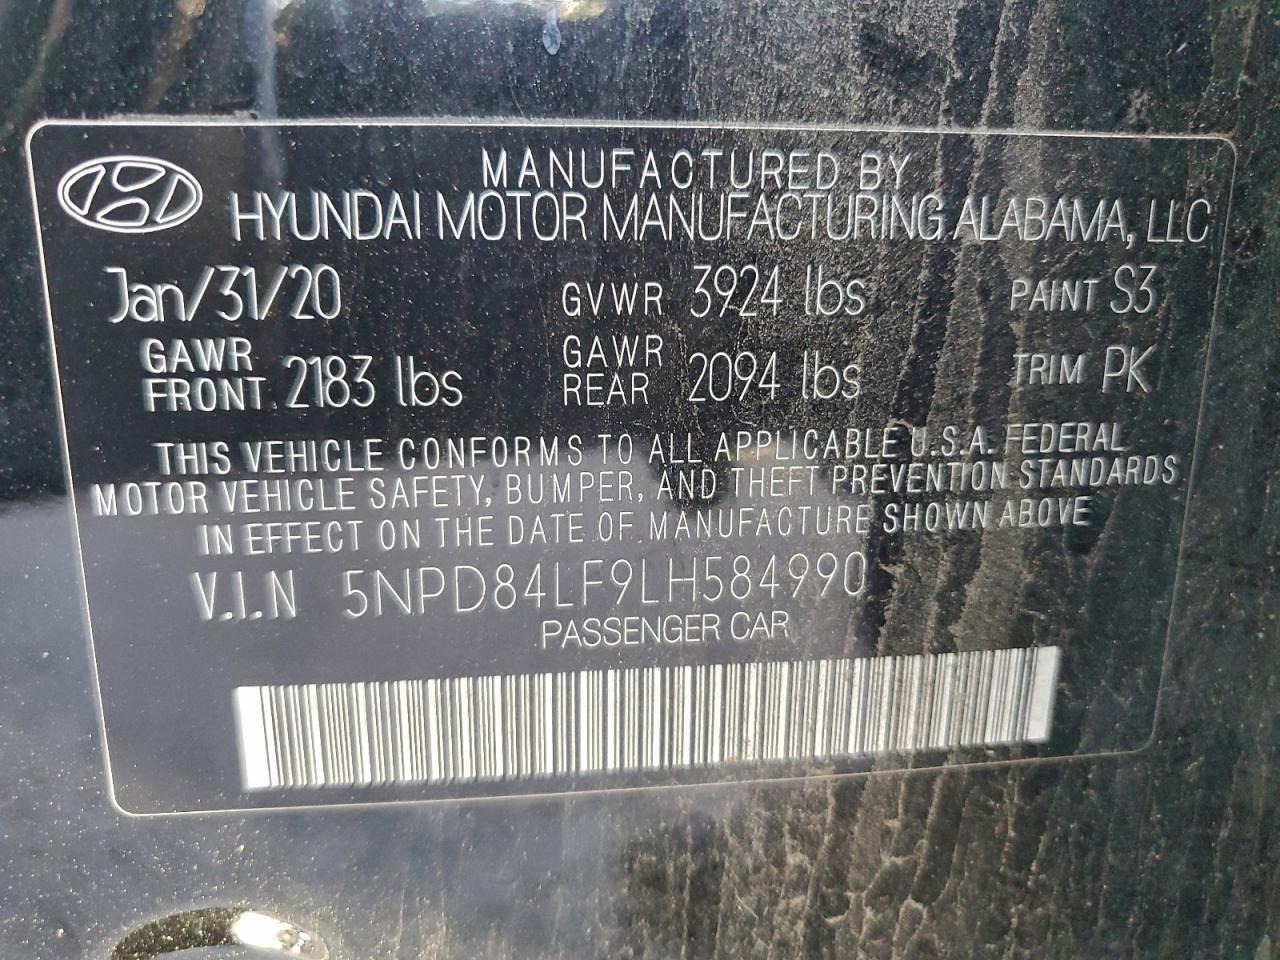 MANUFACTURED BY
HYUNDAI MOTOR MANUFACTURING ALABAMA, LLC
Jan/31/20 GVWR 3924 lbs PAINT S3
GAWR FRONT 2183 lbs GAWR REAR 2094 lbs TRIM PK
THIS VEHICLE CONFORMS TO ALL APPLICABLE U.S.A. FEDERAL
MOTOR VEHICLE SAFETY, BUMPER, AND THEFT PREVENTION STANDARDS
IN EFFECT ON THE DATE OF MANUFACTURE SHOWN ABOVE
V.I.N 5NPD84LF9LH584990
PASSENGER CAR